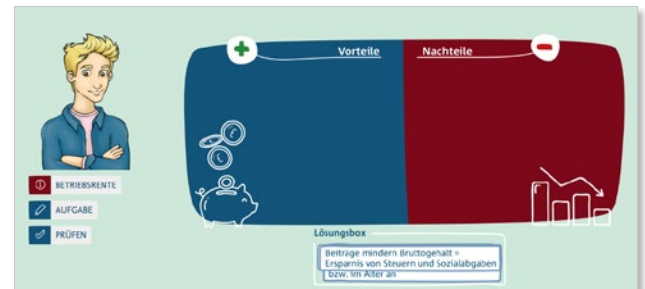 Vorteile
Nachteile
BETRIEBSRENTE
AUFGABE
PRÜFEN
Lösungsbox
Beiträge mindern Bruttogehalt =
Ersparnis von Steuern und Sozialabgaben
bzw. im Alter an